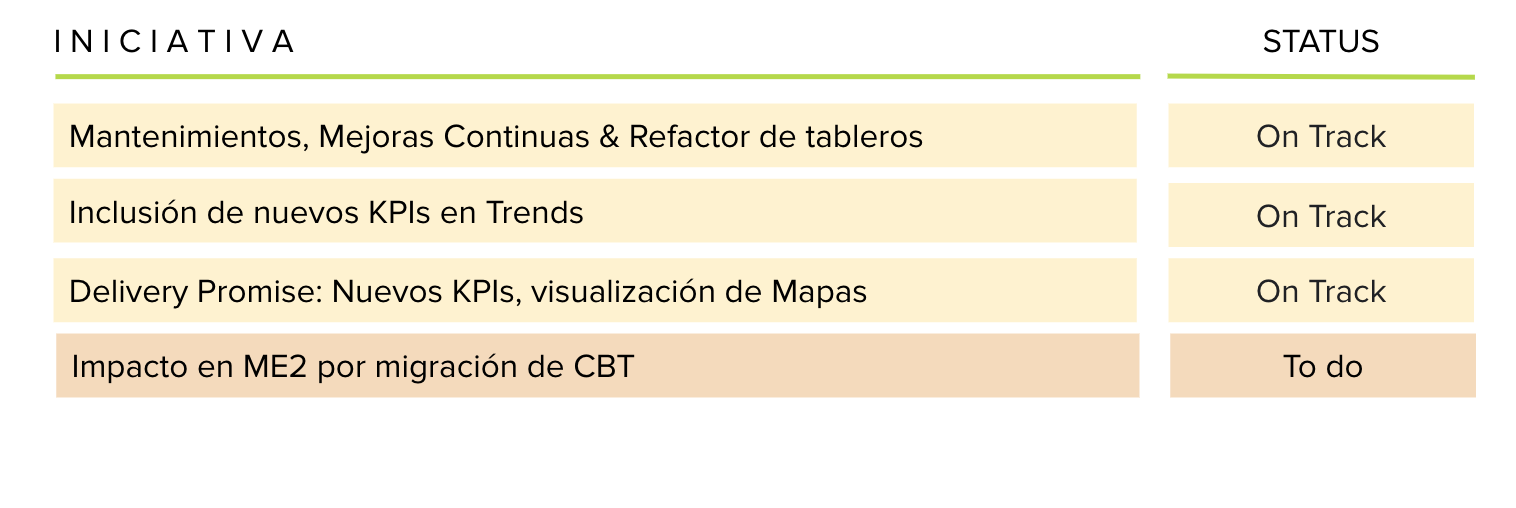 INICIATIVA STATUS
Mantenimientos, Mejoras Continuas & Refactor de tableros On Track
Inclusión de nuevos KPIs en Trends On Track
Delivery Promise: Nuevos KPIs, visualización de Mapas On Track
Impacto en ME2 por migración de CBT To do